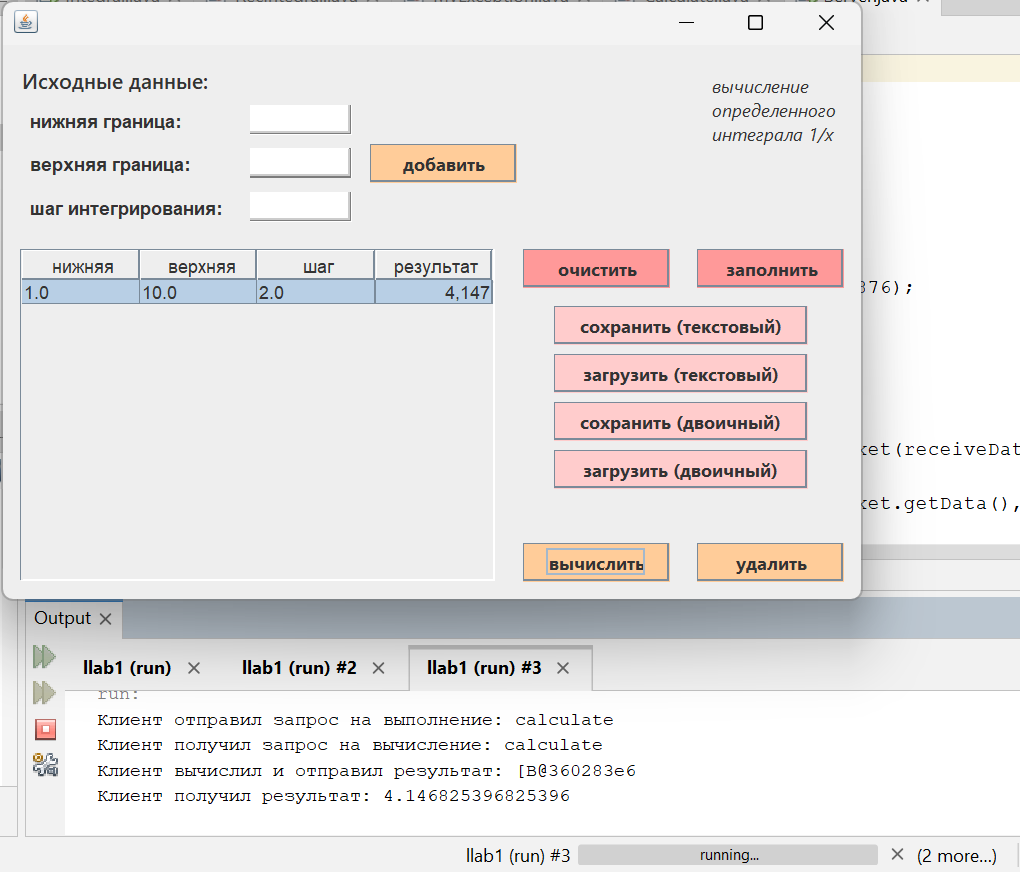 Исходные данные:
вычисление
определенного
интеграла 1/x
нижняя граница:
верхняя граница:
добавить
шаг интегрирования:
нижняя верхняя шаг результат
1.0 10.0 2.0 4,147
очистить
заполнить
сохранить (текстовый)
загрузить (текстовый)
сохранить (двоичный)
загрузить (двоичный)
вычислить
удалить
376);
ket(receiveDat
ket.getData(),
Output
llab1 (run) llab1 (run) #2 llab1 (run) #3
run:
Клиент отправил запрос на выполнение: calculate
Клиент получил запрос на вычисление: calculate
Клиент вычислил и отправил результат: [B@360283e6
Клиент получил результат: 4.146825396825396
llab1 (run) #3 running... (2 more...)